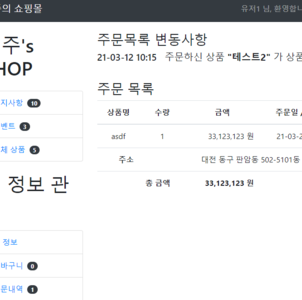 의 쇼핑몰
유저1 님, 환영합
주's
HOP
지사항 10
벤트 3
체 상품 5
정보 관
정보
바구니 0
문내역 1
주문목록 변동사항
21-03-12 10:15 주문하신 상품 "테스트2" 가 상품
주문 목록
상품명 수량 금액 주문일 /
asdf 1 33,123,123 원 21-03-
주소 대전 동구 판암동 502-5101동
총 금액 33,123,123 원